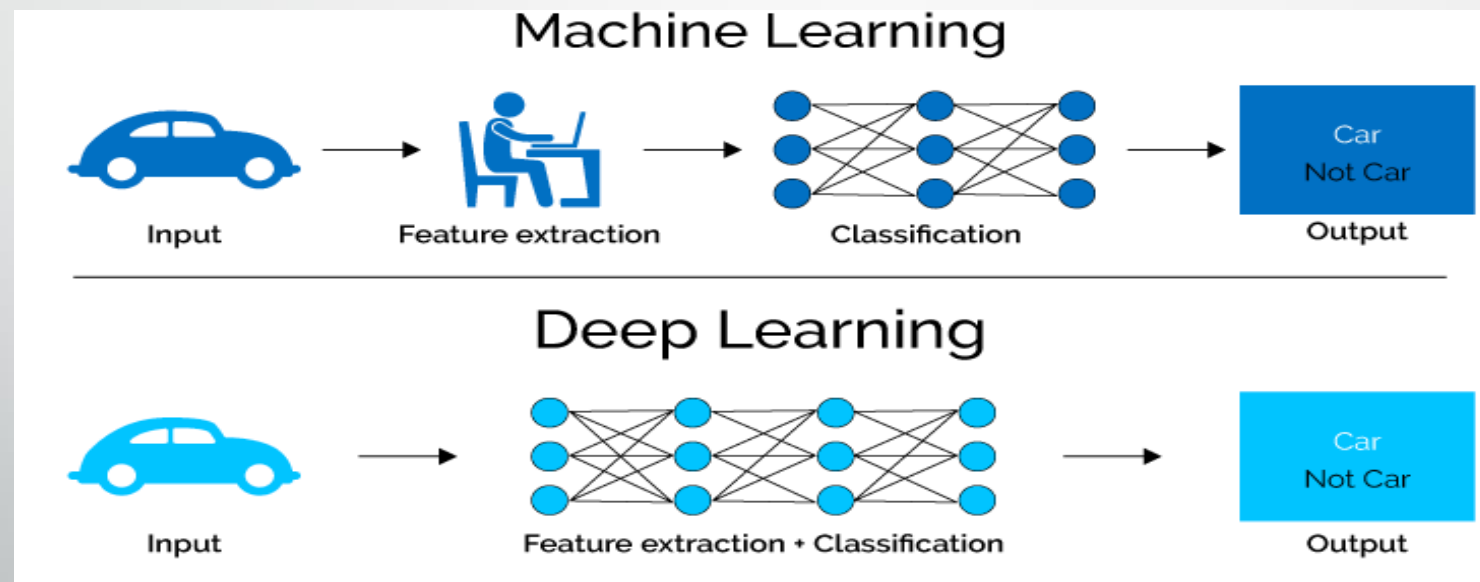 Machine Learning
Car
Not Car
Input
Feature extraction
Classification
Output
Deep Learning
Car
Not Car
Input
Feature extraction + Classification
Output